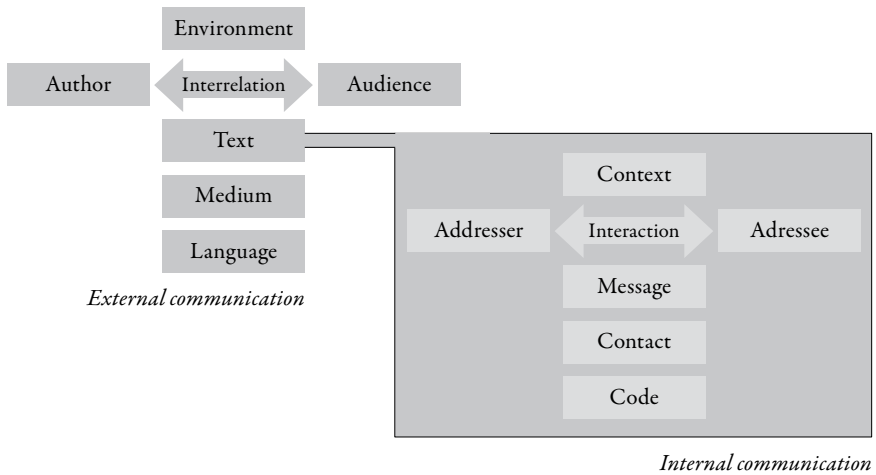 Environment
Author
Interrelation
Audience
Text
Medium
Language
External communication
Context
Addresser
Interaction
Adressee
Message
Contact
Code
Internal communication